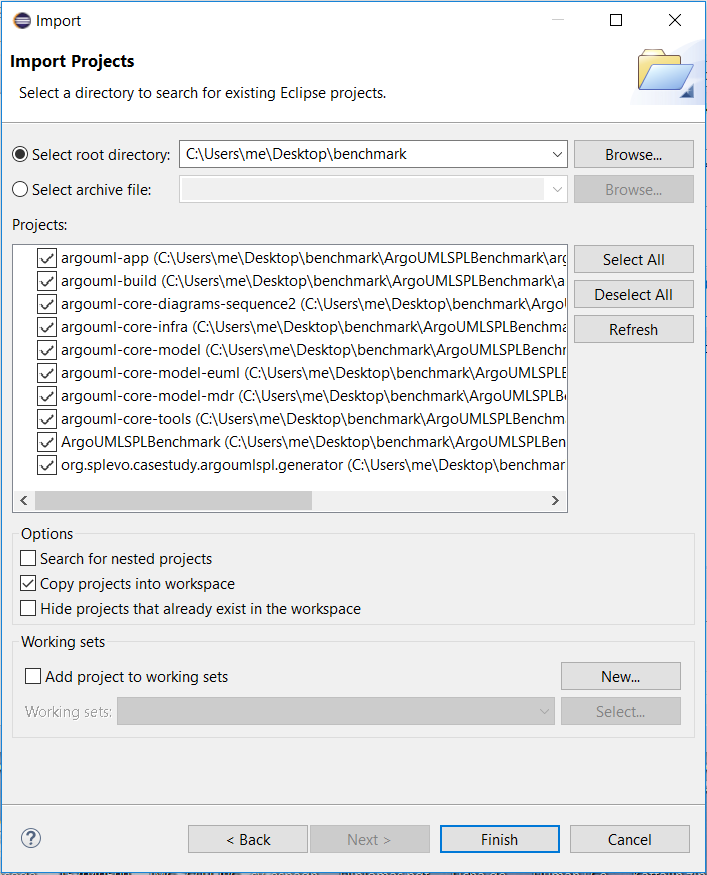 Import
Import Projects
Select a directory to search for existing Eclipse projects.
Select root directory: C:\Users\me\Desktop\benchmark Browse...
Select archive file: Browse...
Projects:
argouml-app (C:\Users\me\Desktop\benchmark\ArgoUMLSPLBenchmark\arg
argouml-build (C:\Users\me\Desktop\benchmark\ArgoUMLSPLBenchmark\a
argouml-core-diagrams-sequence2 (C:\Users\me\Desktop\benchmark\ArgoU
argouml-core-infra (C:\Users\me\Desktop\benchmark\ArgoUMLSPLBenchma
argouml-core-model (C:\Users\me\Desktop\benchmark\ArgoUMLSPLBenchm
argouml-core-model-euml (C:\Users\me\Desktop\benchmark\ArgoUMLSPL
argouml-core-model-mdr (C:\Users\me\Desktop\benchmark\ArgoUMLSPLBe
argouml-core-tools (C:\Users\me\Desktop\benchmark\ArgoUMLSPLBenchm
ArgoUMLSPLBenchmark (C:\Users\me\Desktop\benchmark\ArgoUMLSPLBen
org.splevo.casestudy.argoumlspl.generator (C:\Users\me\Desktop\benchmar
Select All
Deselect All
Refresh
Options
Search for nested projects
Copy projects into workspace
Hide projects that already exist in the workspace
Working sets
Add project to working sets New...
Working sets: Select...
< Back Next > Finish Cancel